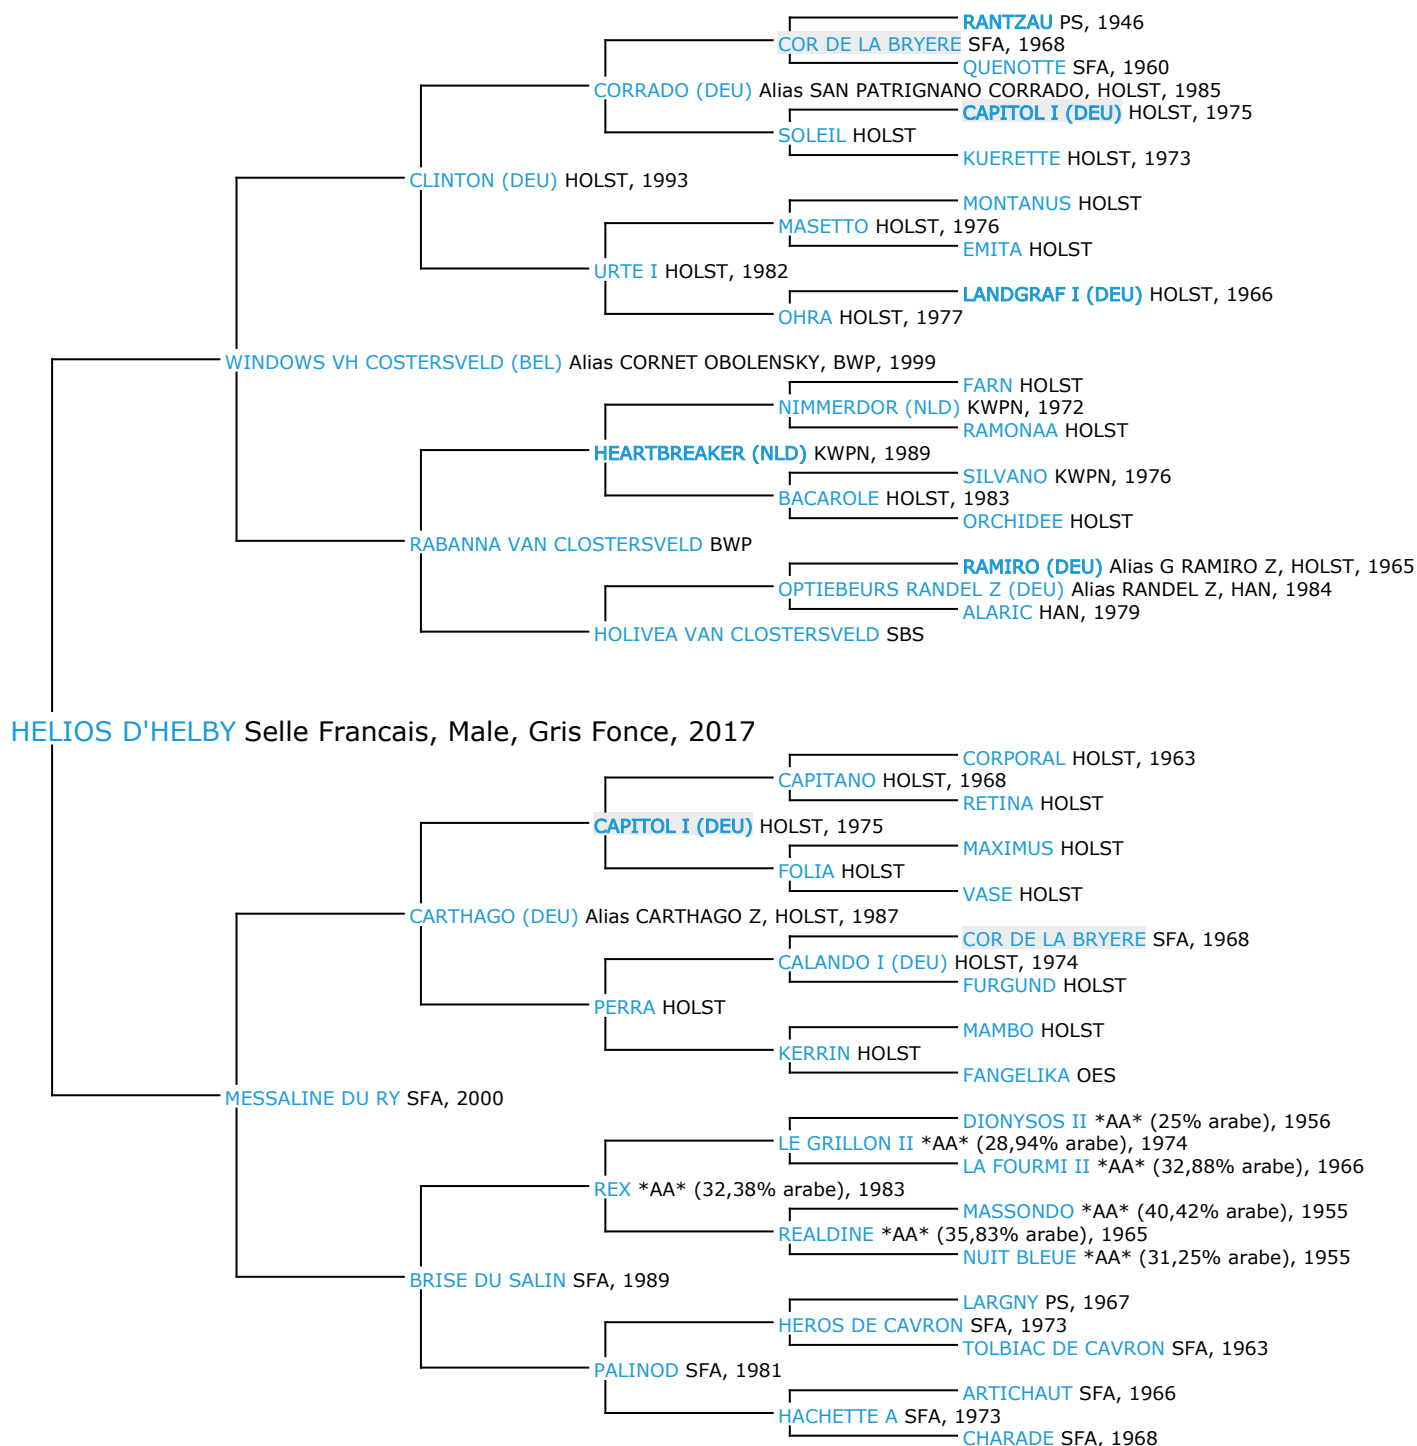 RANTZAU PS, 1946
COR DE LA BRYERE SFA, 1968
QUENOTTE SFA, 1960
CORRADO (DEU) Alias SAN PATRIGNANO CORRADO, HOLST, 1985
CAPITOL I (DEU) HOLST, 1975
SOLEIL HOLST
KUERETTE HOLST, 1973
CLINTON (DEU) HOLST, 1993
MONTANUS HOLST
MASETTO HOLST, 1976
EMITA HOLST
URTE I HOLST, 1982
LANDGRAF I (DEU) HOLST, 1966
OHRA HOLST, 1977
WINDOWS VH COSTERSVELD (BEL) Alias CORNET OBOLENSKY, BWP, 1999
FARN HOLST
NIMMERDOR (NLD) KWPN, 1972
RAMONAA HOLST
HEARTBREAKER (NLD) KWPN, 1989
SILVANO KWPN, 1976
BACAROLE HOLST, 1983
ORCHIDEE HOLST
RABANNA VAN CLOSTERSVELD BWP
RAMIRO (DEU) Alias G RAMIRO Z, HOLST, 1965
OPTIEBEURS RANDEL Z (DEU) Alias RANDEL Z, HAN, 1984
ALARIC HAN, 1979
HOLIVEA VAN CLOSTERSVELD SBS
HELIOS D'HELBY Selle Francais, Male, Gris Fonce, 2017
CORPORAL HOLST, 1963
CAPITANO HOLST, 1968
RETINA HOLST
CAPITOL I (DEU) HOLST, 1975
MAXIMUS HOLST
FOLIA HOLST
VASE HOLST
CARTHAGO (DEU) Alias CARTHAGO Z, HOLST, 1987
COR DE LA BRYERE SFA, 1968
CALANDO I (DEU) HOLST, 1974
FURGUND HOLST
PERRA HOLST
MAMBO HOLST
KERRIN HOLST
FANGELIKA OES
MESSALINE DU RY SFA, 2000
DIONYSOS II *AA* (25% arabe), 1956
LE GRILLON II *AA* (28,94% arabe), 1974
LA FOURMI II *AA* (32,88% arabe), 1966
REX *AA* (32,38% arabe), 1983
MASSONDO *AA* (40,42% arabe), 1955
REALDINE *AA* (35,83% arabe), 1965
NUIT BLEUE *AA* (31,25% arabe), 1955
BRISE DU SALIN SFA, 1989
LARGNY PS, 1967
HEROS DE CAVRON SFA, 1973
TOLBIAC DE CAVRON SFA, 1963
PALINOD SFA, 1981
ARTICHAUT SFA, 1966
HACHETTE A SFA, 1973
CHARADE SFA, 1968